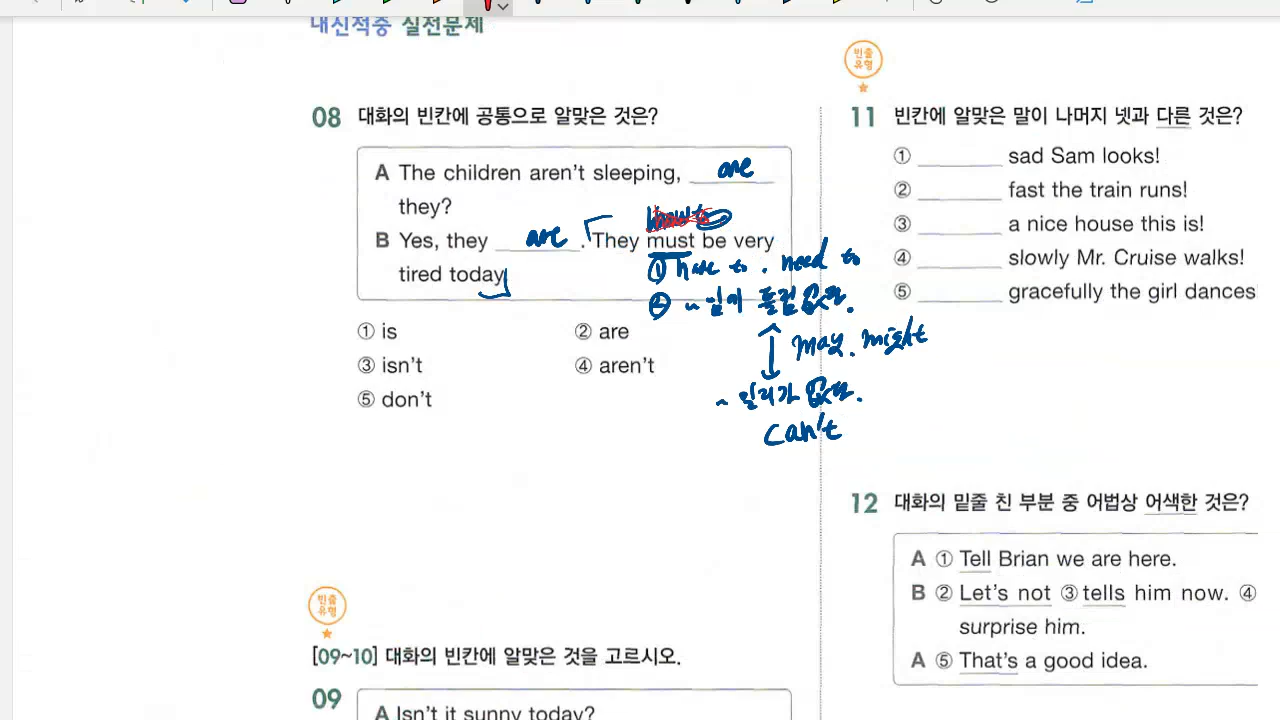 내신적중 실전문제
08 대화의 빈칸에 공통으로 알맞은 것은?
A The children aren't sleeping, are
they?
B Yes, they are . They must be very
tired today
① have to . need to
② ~임에 틀림없다.
may. might
~일리가 없다.
can't
① is ② are
③ isn't ④ aren't
⑤ don't
빈출
유형
[09~10] 대화의 빈칸에 알맞은 것을 고르시오.
09
A Isn't it sunny today?
빈출
유형
11 빈칸에 알맞은 말이 나머지 넷과 다른 것은?
① ______ sad Sam looks!
② ______ fast the train runs!
③ ______ a nice house this is!
④ ______ slowly Mr. Cruise walks!
⑤ ______ gracefully the girl dances
12 대화의 밑줄 친 부분 중 어법상 어색한 것은?
A ① Tell Brian we are here.
B ② Let's not ③ tells him now. ④
surprise him.
A ⑤ That's a good idea.